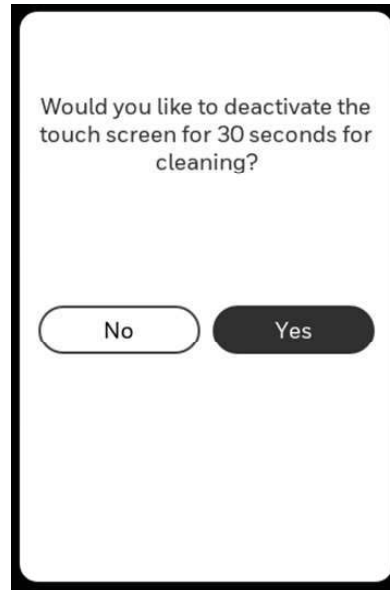 Would you like to deactivate the
touch screen for 30 seconds for
cleaning?
No
Yes